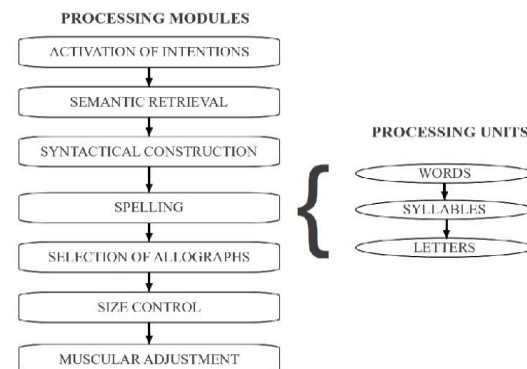 PROCESSING MODULES
ACTIVATION OF INTENTIONS
SEMANTIC RETRIEVAL
SYNTACTICAL CONSTRUCTION
SPELLING
SELECTION OF ALLOGRAPHS
SIZE CONTROL
MUSCULAR ADJUSTMENT
PROCESSING UNITS
WORDS
SYLLABLES
LETTERS